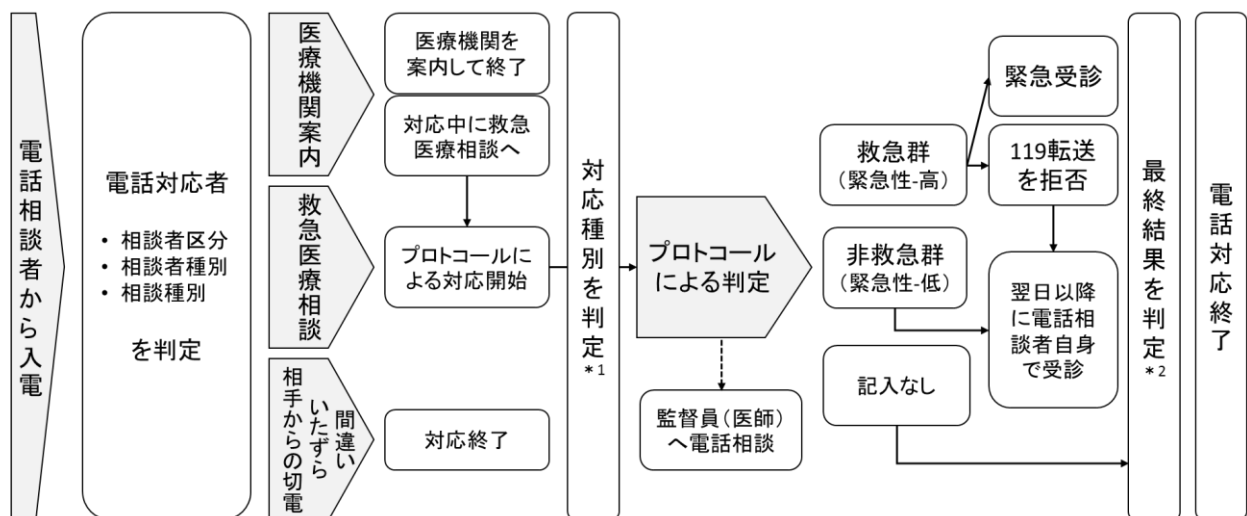 電話相談者から入電
電話対応者
• 相談者区分
• 相談者種別
• 相談種別
を判定
医療機関案内
救急医療相談
間違い
いたずら
相手からの切電
医療機関を
案内して終了
対応中に救急
医療相談へ
プロトコールに
よる対応開始
対応終了
対応種別を判定
*1
プロトコール
による判定
監督員(医師)
へ電話相談
救急群
(緊急性-高)
非救急群
(緊急性-低)
記入なし
緊急受診
119転送
を拒否
翌日以降
に電話相
談者自身
で受診
最終結果を判定
*2
電話対応終了